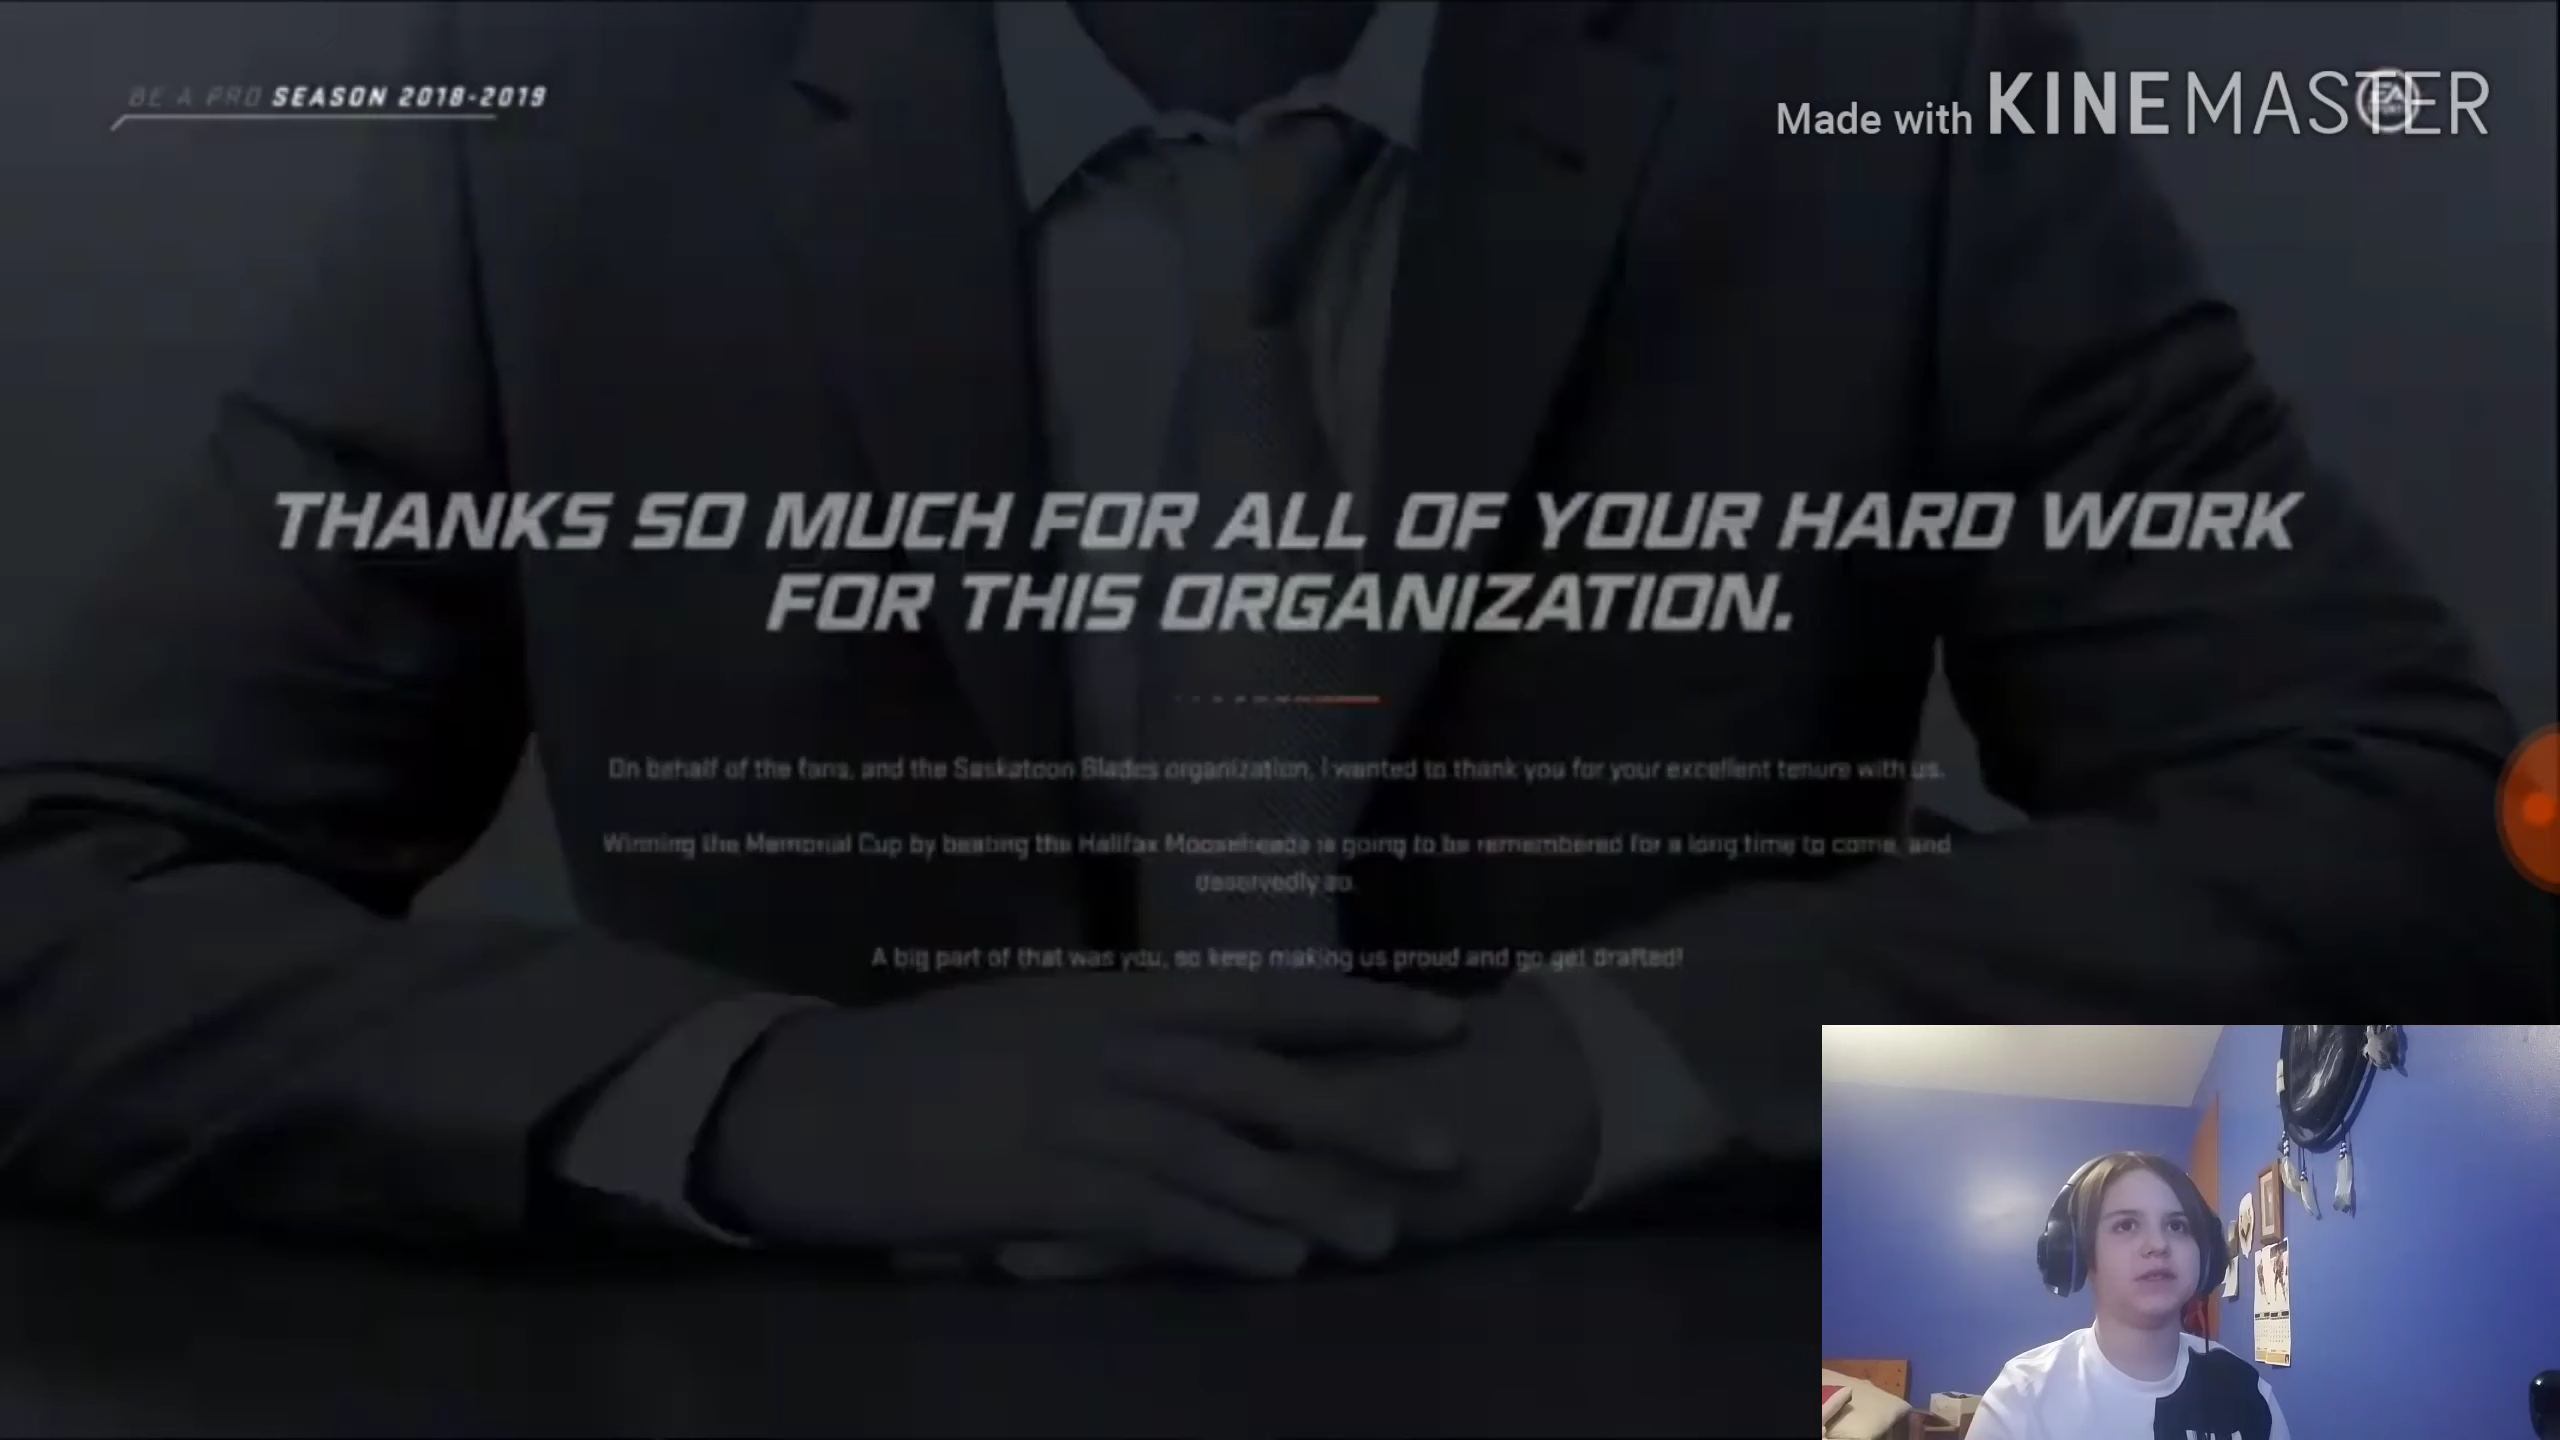 BE A PRO SEASON 2018-2019
Made with KINEMASTER
EA
THANKS SO MUCH FOR ALL OF YOUR HARD WORK
FOR THIS ORGANIZATION.
On behalf of the fans, and the Saskatoon Blades organization, I wanted to thank you for your excellent tenure with us.
Winning the Memorial Cup by beating the Halifax Mooseheads is going to be remembered for a long time to come, and
deservedly so.
A big part of that was you, so keep making us proud and go get drafted!